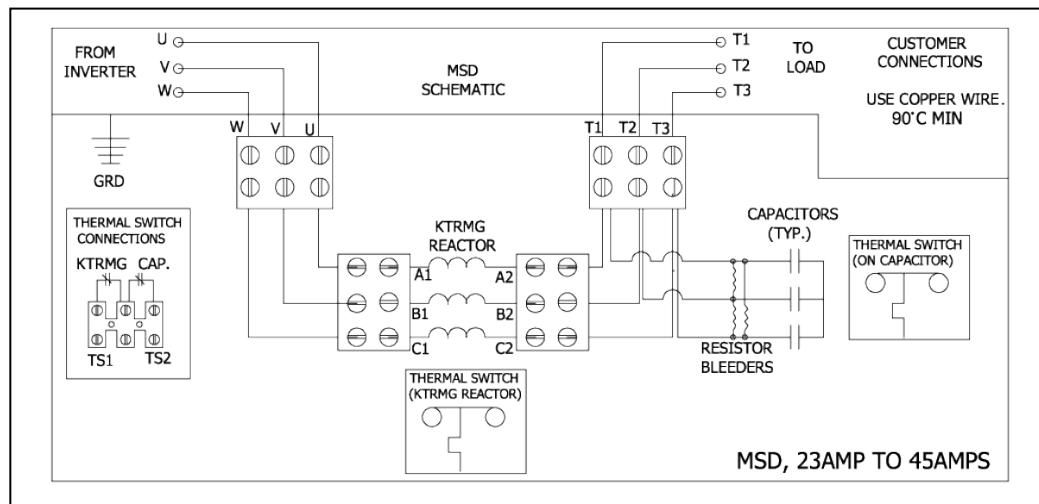 FROM
INVERTER
U
V
W
MSD
SCHEMATIC
T1
T2
T3
TO
LOAD
CUSTOMER
CONNECTIONS
USE COPPER WIRE.
90°C MIN
GRD
W V U
T1 T2 T3
THERMAL SWITCH
CONNECTIONS
KTRMG CAP.
TS1 TS2
KTRMG
REACTOR
A1 A2
B1 B2
C1 C2
CAPACITORS
(TYP.)
THERMAL SWITCH
(ON CAPACITOR)
RESISTOR
BLEEDERS
THERMAL SWITCH
(KTRMG REACTOR)
MSD, 23AMP TO 45AMPS